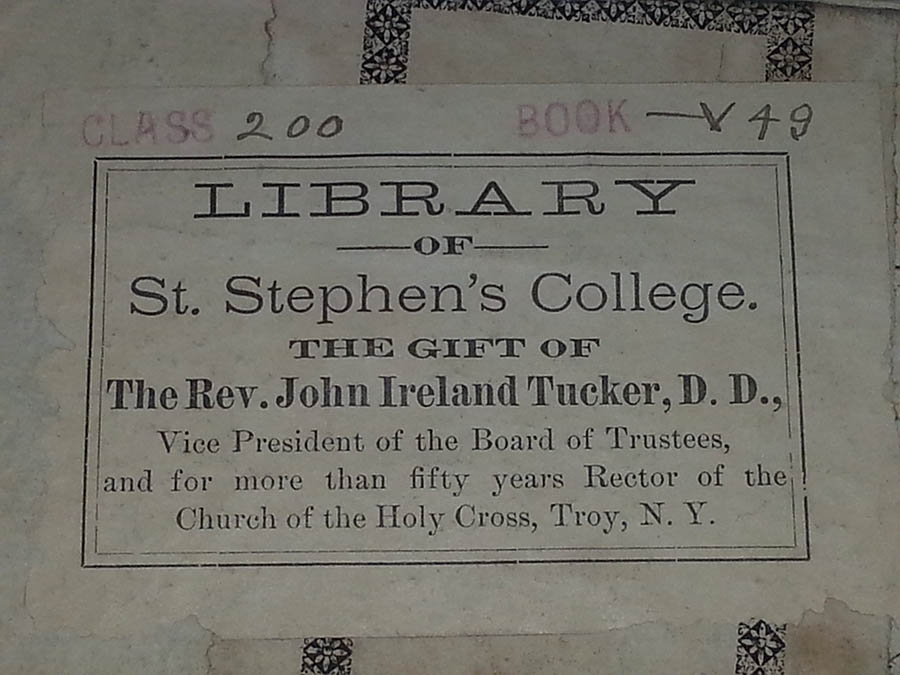 CLASS 200 BOOK —V 49
LIBRARY
OF
St. Stephen's College.
THE GIFT OF
The Rev. John Ireland Tucker, D. D.,
Vice President of the Board of Trustees,
and for more than fifty years Rector of the
Church of the Holy Cross, Troy, N. Y.